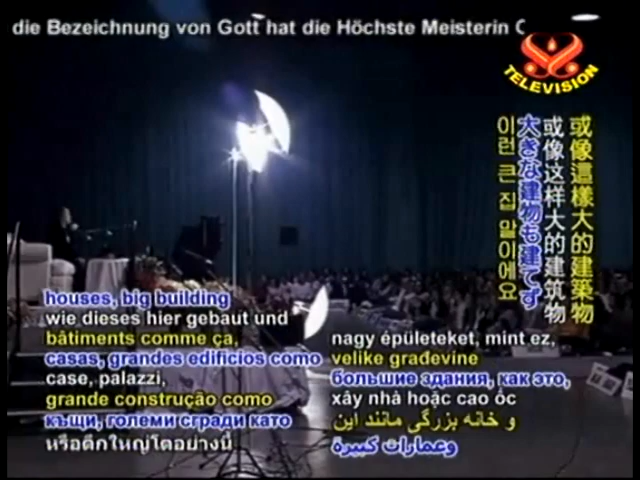 die Bezeichnung von Gott hat die Höchste Meisterin
TELEVISION
或像這樣大的建築物
或像这样大的建筑物
大きな建物も建てず
이런 큰 집 말이에요
houses, big building
wie dieses hier gebaut und
bâtiments comme ça,
casas, grandes edificios como
case, palazzi,
grande construção como
къщи, големи сгради като
หรือตึกใหญ่โตอย่างนี้
nagy épületeket, mint ez,
velike građevine
большие здания, как это,
xây nhà hoặc cao ốc
و خانه بزرگی مانند این
وعمارات كبيرة